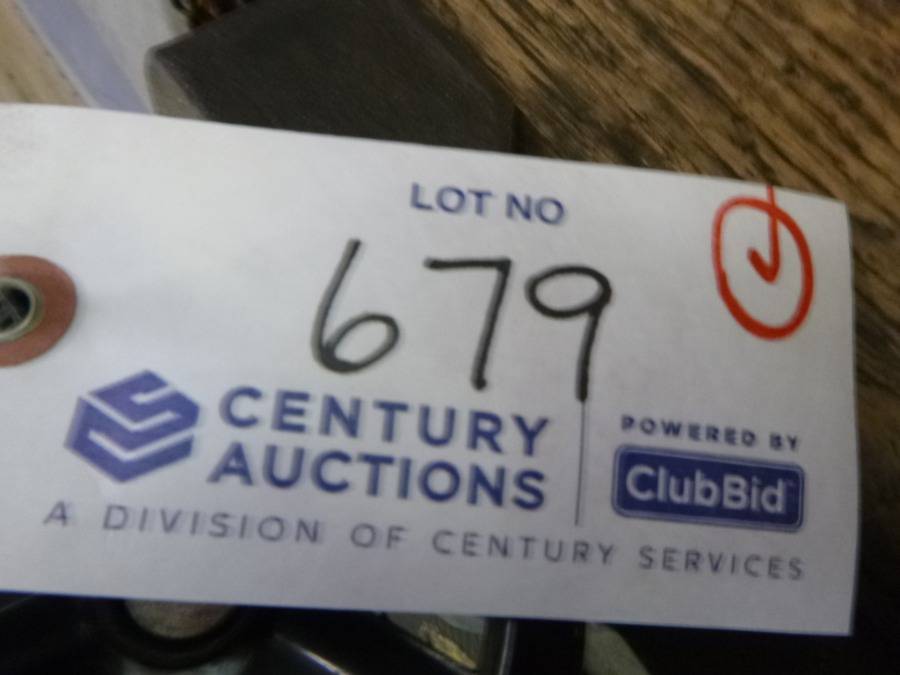 LOT NO
679
CENTURY
AUCTIONS
A DIVISION OF CENTURY SERVICES
POWERED BY
ClubBid